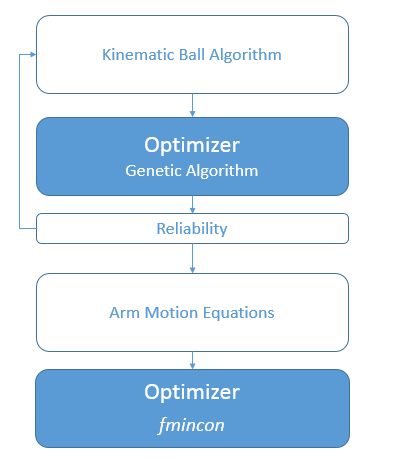 Kinematic Ball Algorithm
Optimizer
Genetic Algorithm
Reliability
Arm Motion Equations
Optimizer
fmincon